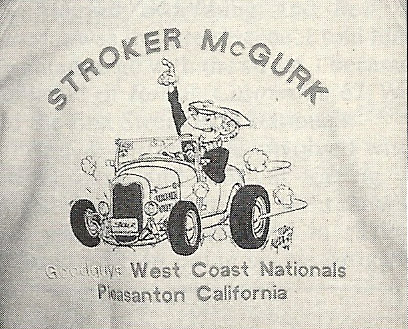 STROKER McGURK
Goodguys West Coast Nationals
Pleasanton California